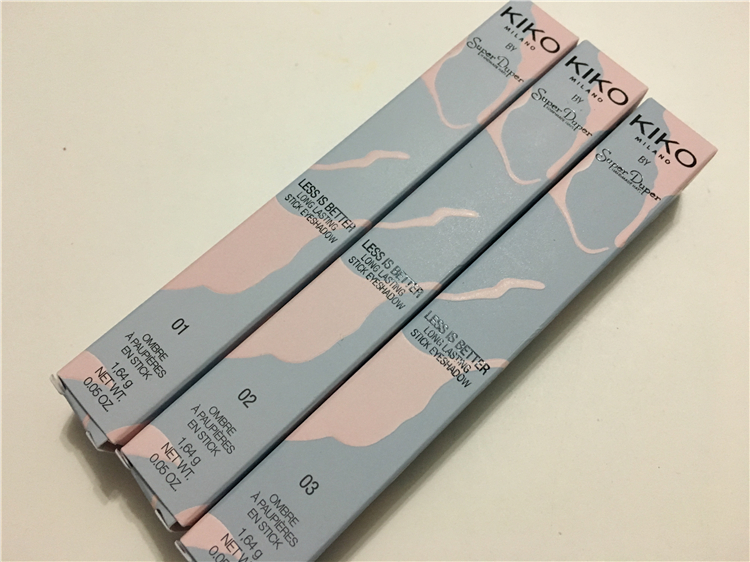 KIKO
MILANO
BY
Super Duper
LESS IS BETTER
LONG LASTING
STICK EYESHADOW
01
OMBRE
À PAUPIÈRES
EN STICK
1,64 g
NET WT.
0.05 OZ.
KIKO
MILANO
BY
Super Duper
LESS IS BETTER
LONG LASTING
STICK EYESHADOW
02
OMBRE
À PAUPIÈRES
EN STICK
1,64 g
NET WT.
0.05 OZ.
KIKO
MILANO
BY
Super Duper
LESS IS BETTER
LONG LASTING
STICK EYESHADOW
03
OMBRE
À PAUPIÈRES
EN STICK
1,64 g
NET W